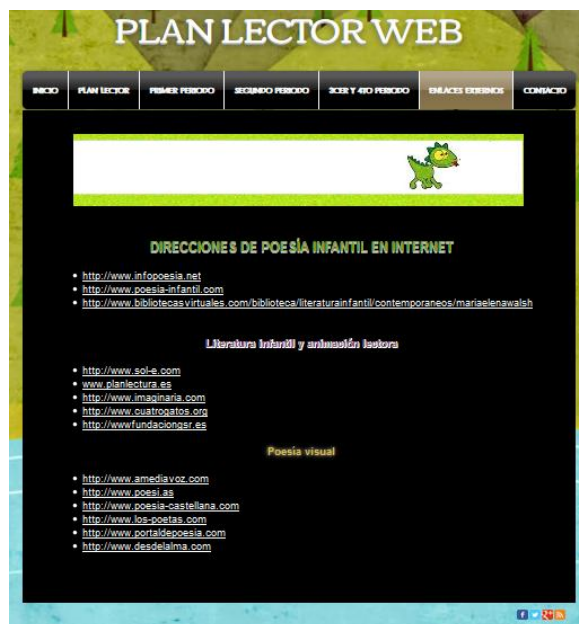 PLAN LECTOR WEB
INICIO PLAN LECTOR PRIMER PERIODO SEGUNDO PERIODO 3CER Y 4TO PERIODO ENLACES EXTERNOS CONTACTO
DIRECCIONES DE POESÍA INFANTIL EN INTERNET
• http://www.infopoesia.net
• http://www.poesia-infantil.com
• http://www.bibliotecasvirtuales.com/biblioteca/literaturainfantil/contemporaneos/mariaelenawalsh
Literatura infantil y animación lectora
• http://www.sol-e.com
• www.planlectura.es
• http://www.imaginaria.com
• http://www.cuatrogatos.org
• http://wwwfundaciongsr.es
Poesía visual
• http://www.amediavoz.com
• http://www.poesi.as
• http://www.poesia-castellana.com
• http://www.los-poetas.com
• http://www.portaldepoesia.com
• http://www.desdelalma.com